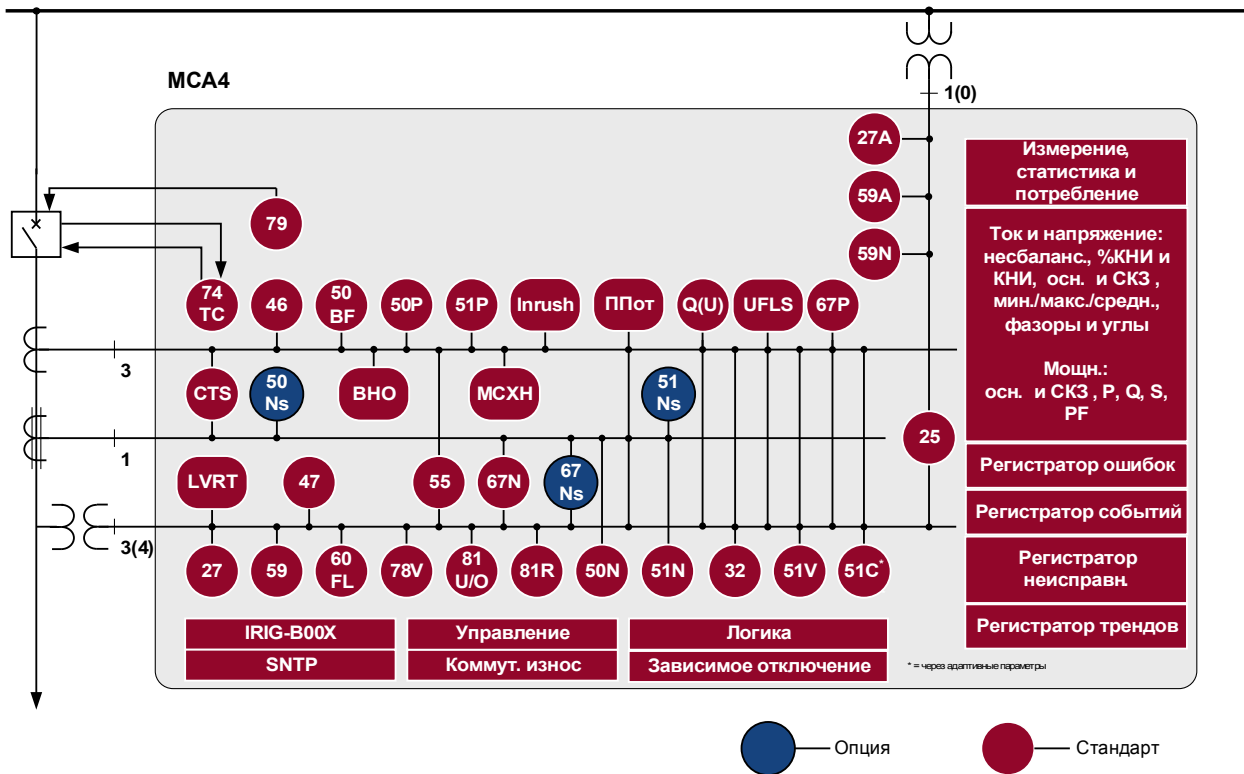 MCA4
1(0)
27A
59A
59N
79
74
TC
46
50
BF
50P
51P
Inrush
ППот
Q(U)
UFLS
67P
3
CTS
50
Ns
ВНО
МСХН
51
Ns
25
1
LVRT
47
55
67N
67
Ns
3(4)
27
59
60
FL
78V
81
U/O
81R
50N
51N
32
51V
51C*
IRIG-B00X
SNTP
Управление
Коммут. износ
Логика
Зависимое отключение
Измерение,
статистика и
потребление
Ток и напряжение:
несбаланс., %КНИ и
КНИ, осн. и СКЗ ,
мин./макс./средн.,
фазоры и углы
Мощн.:
осн. и СКЗ , P, Q, S,
PF
Регистратор ошибок
Регистратор событий
Регистратор
неисправн.
Регистратор трендов
* = через адаптивные параметры
Опция
Стандарт